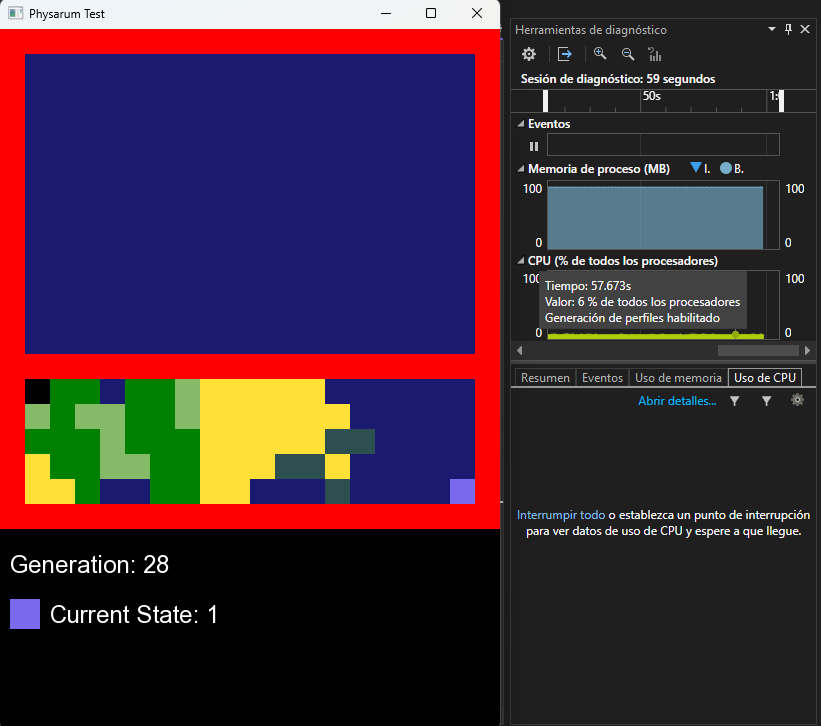 Physarum Test
Generation: 28
Current State: 1
Herramientas de diagnóstico
Sesión de diagnóstico: 59 segundos
50s
Eventos
Memoria de proceso (MB) I. B.
100 100
0 0
CPU (% de todos los procesadores)
100 100
Tiempo: 57.673s
Valor: 6 % de todos los procesadores
Generación de perfiles habilitado
0 0
Resumen Eventos Uso de memoria Uso de CPU
Abrir detalles...
Interrumpir todo o establezca un punto de interrupción
para ver datos de uso de CPU y espere a que llegue.